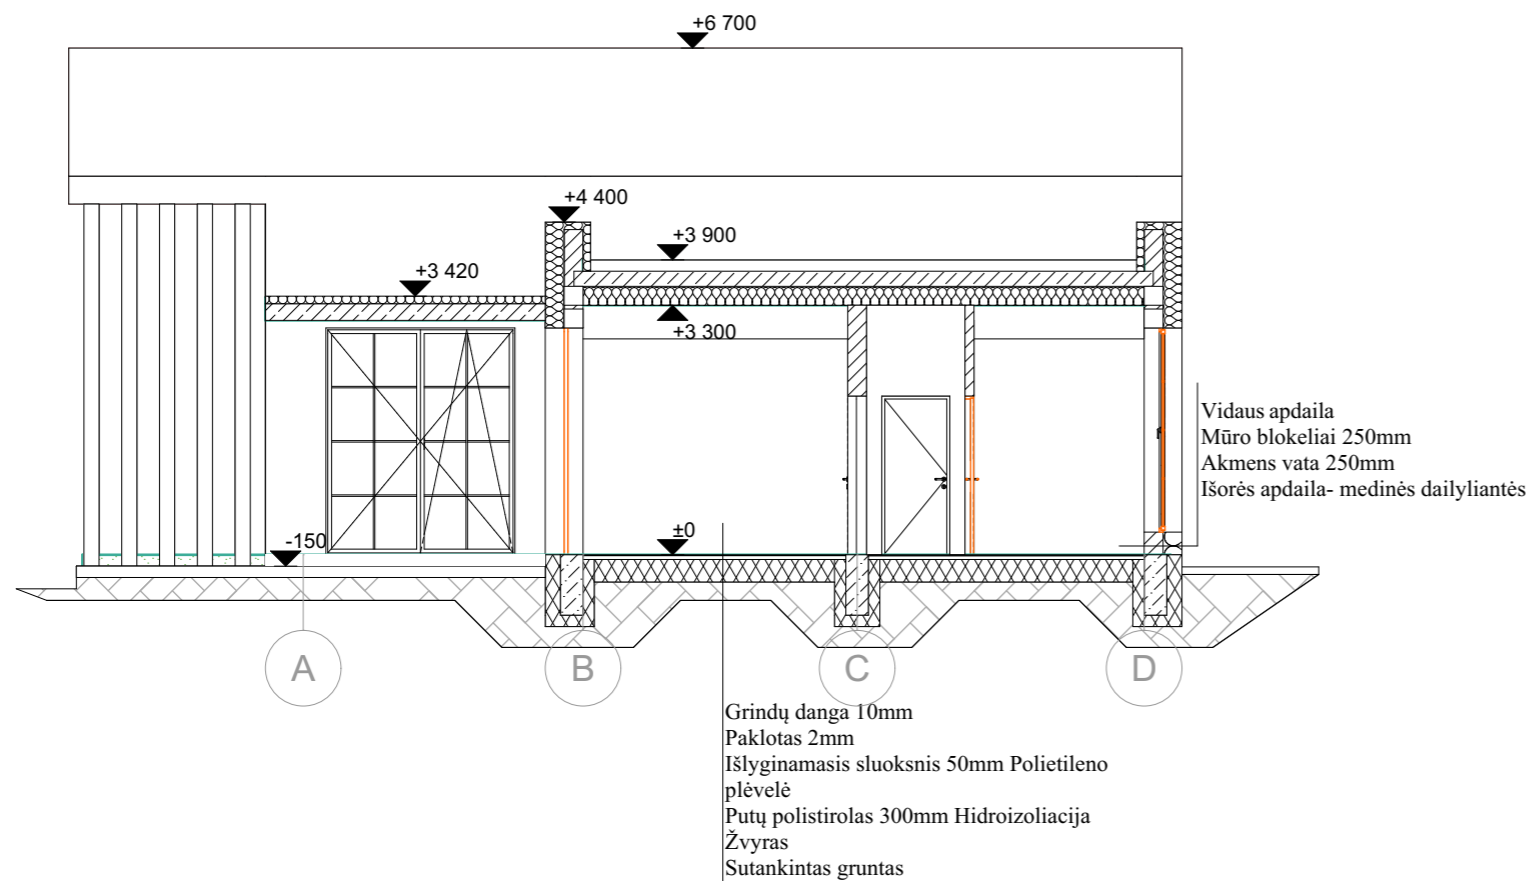 +6 700
+4 400
+3 900
+3 420
+3 300
Vidaus apdaila
Mūro blokeliai 250mm
Akmens vata 250mm
Išorės apdaila- medinės dailyliantės
±0
-150
A
B
C
D
Grindų danga 10mm
Paklotas 2mm
Išlyginamasis sluoksnis 50mm Polietileno
plėvelė
Putų polistirolas 300mm Hidroizoliacija
Žvyras
Sutankintas gruntas